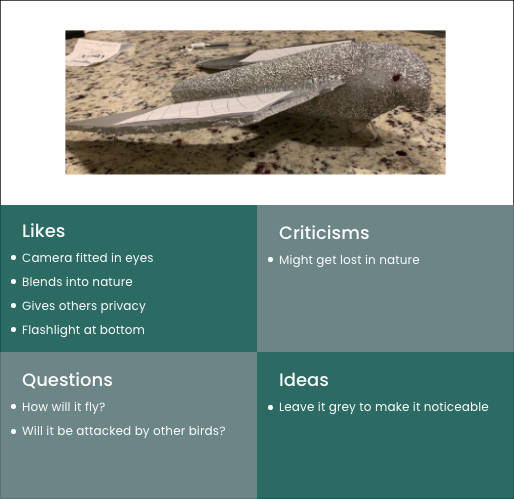 Likes
Camera fitted in eyes
Blends into nature
Gives others privacy
Flashlight at bottom
Criticisms
Might get lost in nature
Questions
How will it fly?
Will it be attacked by other birds?
Ideas
Leave it grey to make it noticeable